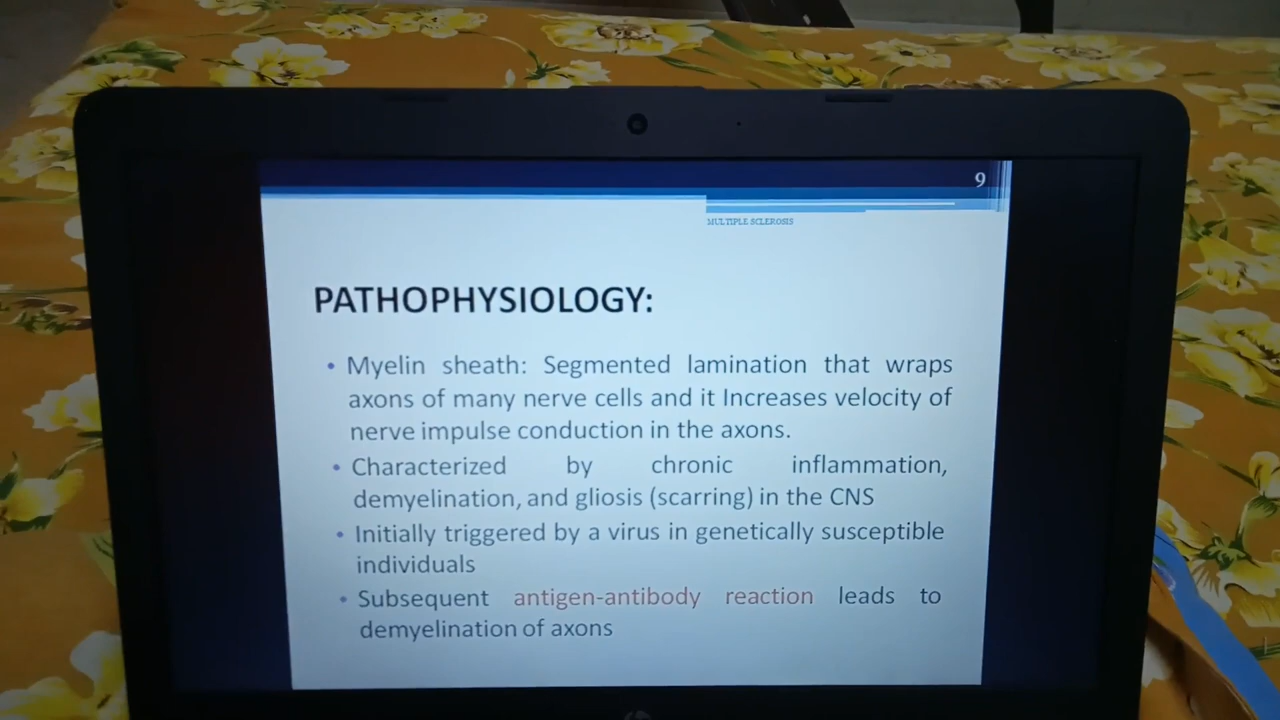 9
MULTIPLE SCLEROSIS
PATHOPHYSIOLOGY:
• Myelin sheath: Segmented lamination that wraps
axons of many nerve cells and it Increases velocity of
nerve impulse conduction in the axons.
• Characterized by chronic inflammation,
demyelination, and gliosis (scarring) in the CNS
• Initially triggered by a virus in genetically susceptible
individuals
• Subsequent antigen-antibody reaction leads to
demyelination of axons